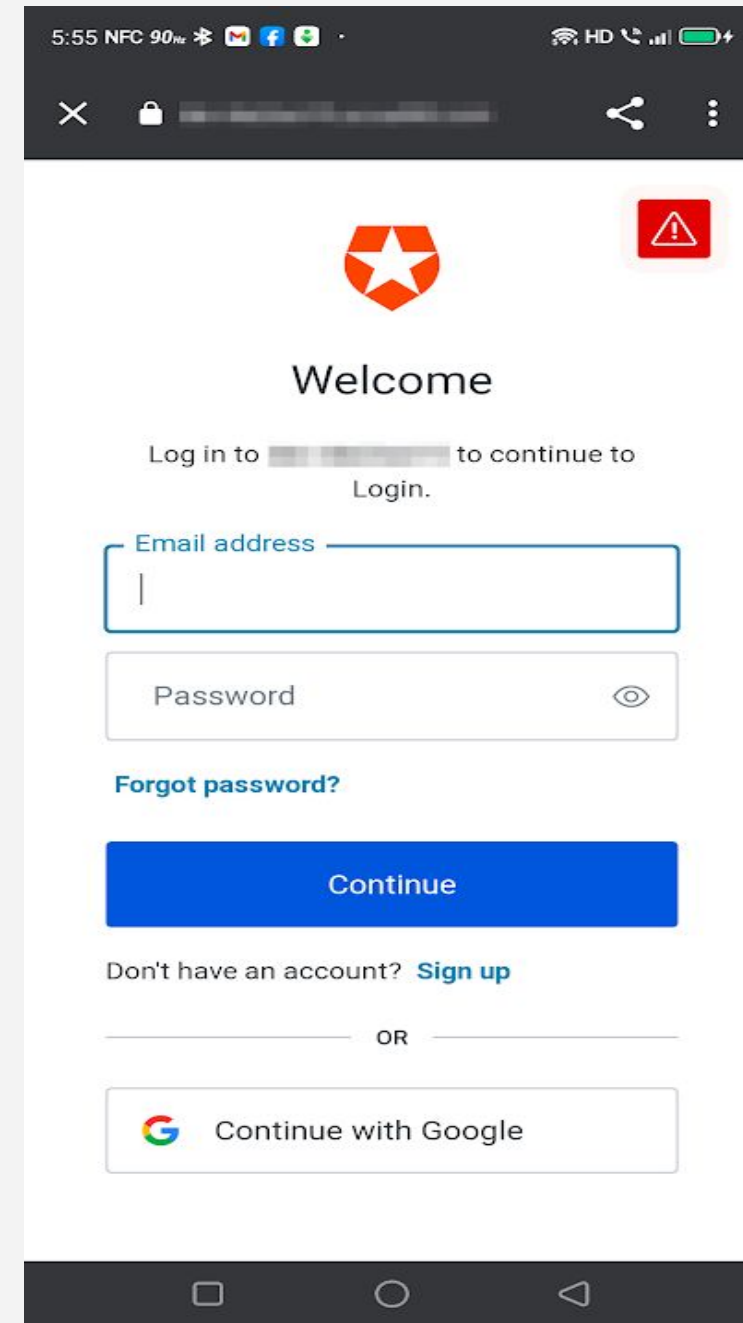 5:55 NFC 90Hz HD
Welcome
Log in to to continue to
Login.
Email address
Password
Forgot password?
Continue
Don't have an account? Sign up
OR
Continue with Google